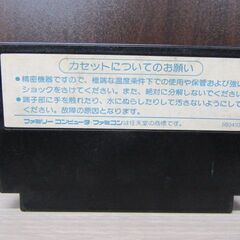 カセットについてのお願い
●精密機器ですので、極端な温度条件下での使用や保管および強い
ショックをさけてください。また、絶対に分解しないでください。
●端子部に手を触れたり、水にぬらしたりして汚さないようにしてく
ださい。故障の原因となります。
ファミリーコンピュータ ファミコンは任天堂の商標です。